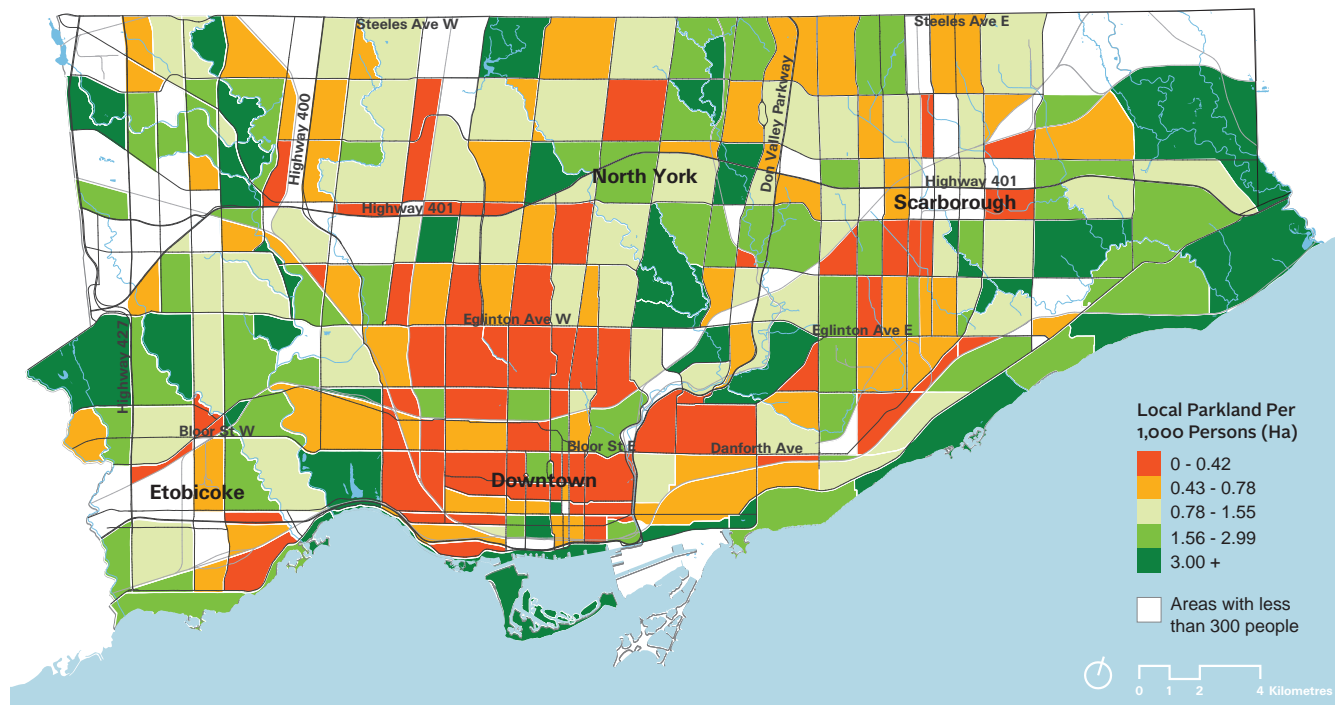 Steeles Ave W
Steeles Ave E
Highway 400
Don Valley Parkway
North York
Highway 401
Highway 401
Scarborough
Highway 427
Eglinton Ave W
Eglinton Ave E
Bloor St W
Bloor St E
Danforth Ave
Etobicoke
Downtown
Local Parkland Per
1,000 Persons (Ha)
0 - 0.42
0.43 - 0.78
0.78 - 1.55
1.56 - 2.99
3.00 +
Areas with less
than 300 people
0 1 2 4 Kilometres